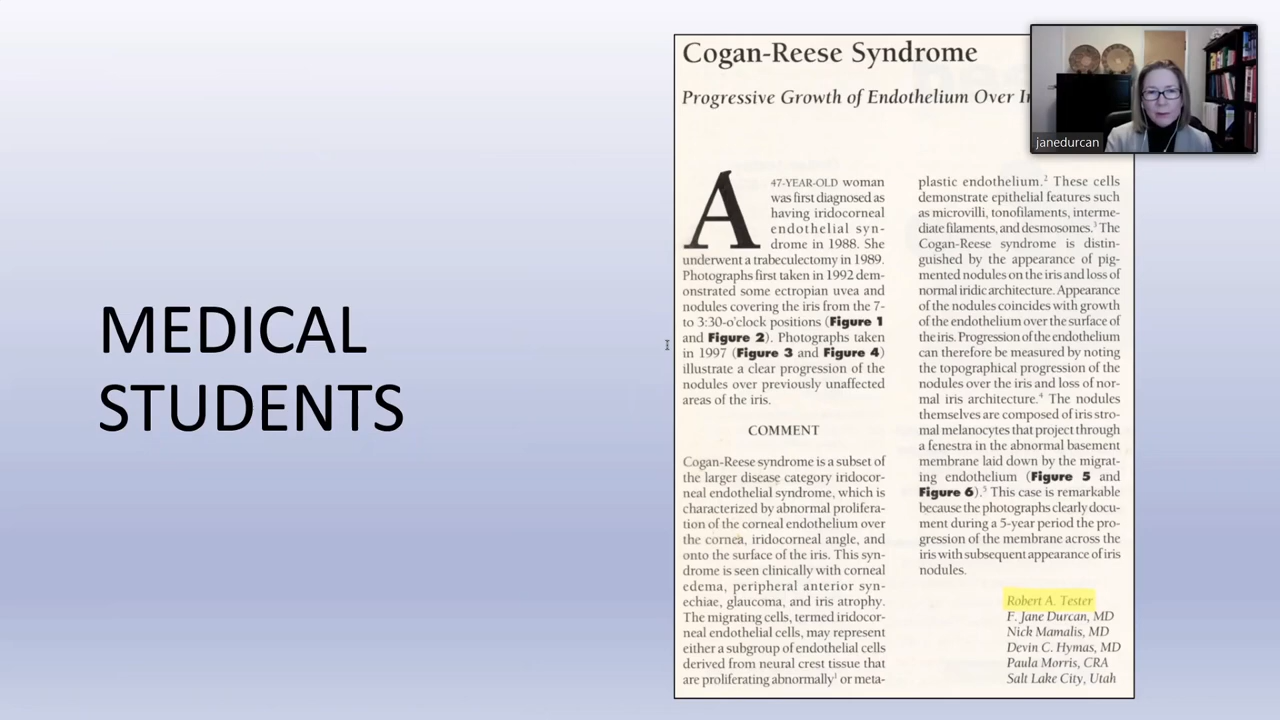 MEDICAL
STUDENTS
Cogan-Reese Syndrome
Progressive Growth of Endothelium Over
janedurcan
A 47-YEAR-OLD woman
was first diagnosed as
having iridocorneal
endothelial syn-
drome in 1988. She
underwent a trabeculectomy in 1989.
Photographs first taken in 1992 dem-
onstrated some ectropian uvea and
nodules covering the iris from the 7-
to 3:30-o'clock positions (Figure 1
and Figure 2). Photographs taken
in 1997 (Figure 3 and Figure 4)
illustrate a clear progression of the
nodules over previously unaffected
areas of the iris.
COMMENT
Cogan-Reese syndrome is a subset of
the larger disease category iridocor-
neal endothelial syndrome, which is
characterized by abnormal prolifera-
tion of the corneal endothelium over
the cornea, iridocorneal angle, and
onto the surface of the iris. This syn-
drome is seen clinically with corneal
edema, peripheral anterior syn-
echiae, glaucoma, and iris atrophy.
The migrating cells, termed iridocor-
neal endothelial cells, may represent
either a subgroup of endothelial cells
derived from neural crest tissue that
are proliferating abnormally¹ or meta-
plastic endothelium.² These cells
demonstrate epithelial features such
as microvilli, tonofilaments, interme-
diate filaments, and desmosomes.³ The
Cogan-Reese syndrome is distin-
guished by the appearance of pig-
mented nodules on the iris and loss of
normal iridic architecture. Appearance
of the nodules coincides with growth
of the endothelium over the surface of
the iris. Progression of the endothelium
can therefore be measured by noting
the topographical progression of the
nodules over the iris and loss of nor-
mal iris architecture.⁴ The nodules
themselves are composed of iris stro-
mal melanocytes that project through
a fenestra in the abnormal basement
membrane laid down by the migrat-
ing endothelium (Figure 5 and
Figure 6).⁵ This case is remarkable
because the photographs clearly docu-
ment during a 5-year period the pro-
gression of the membrane across the
iris with subsequent appearance of iris
nodules.
Robert A. Tester
F. Jane Durcan, MD
Nick Mamalis, MD
Devin C. Hymas, MD
Paula Morris, CRA
Salt Lake City, Utah